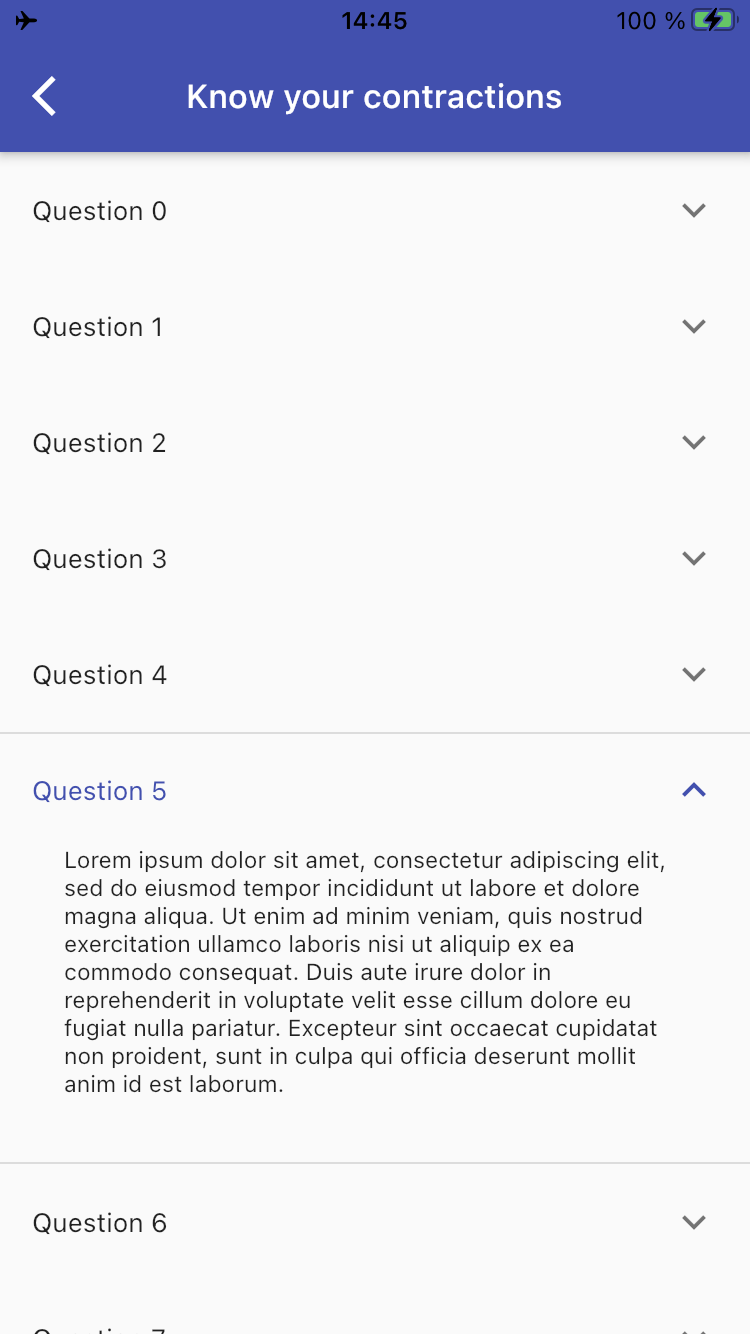 14:45
100 %
Know your contractions
Question 0
Question 1
Question 2
Question 3
Question 4
Question 5
Lorem ipsum dolor sit amet, consectetur adipiscing elit,
sed do eiusmod tempor incididunt ut labore et dolore
magna aliqua. Ut enim ad minim veniam, quis nostrud
exercitation ullamco laboris nisi ut aliquip ex ea
commodo consequat. Duis aute irure dolor in
reprehenderit in voluptate velit esse cillum dolore eu
fugiat nulla pariatur. Excepteur sint occaecat cupidatat
non proident, sunt in culpa qui officia deserunt mollit
anim id est laborum.
Question 6
Question 7